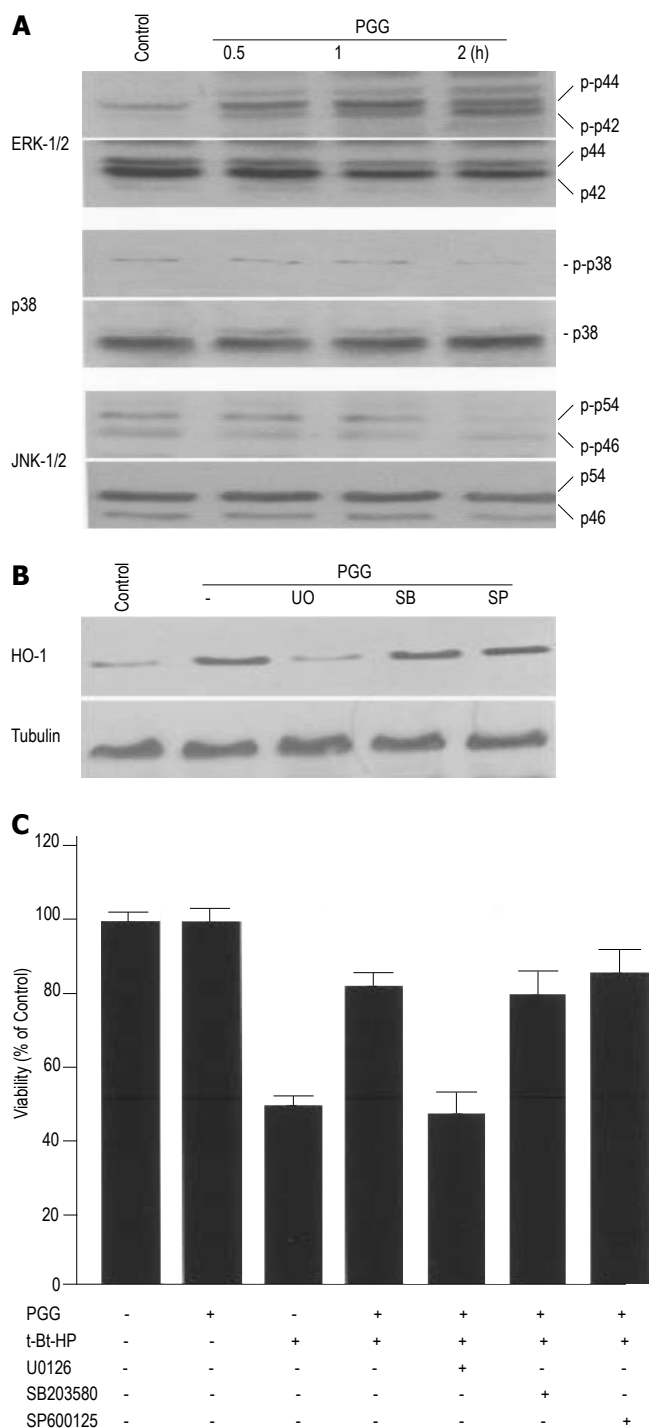 A
Control
PGG
0.5 1 2 (h)
ERK-1/2
p-p44
p-p42
p44
p42
p38
- p-p38
- p38
JNK-1/2
p-p54
p-p46
p54
p46
B
Control
PGG
- UO SB SP
HO-1
Tubulin
C
Viability (% of Control)
120
100
80
60
40
20
0
PGG - + - + + + +
t-Bt-HP - - + + + + +
U0126 - - - - + - -
SB203580 - - - - - + -
SP600125 - - - - - - +